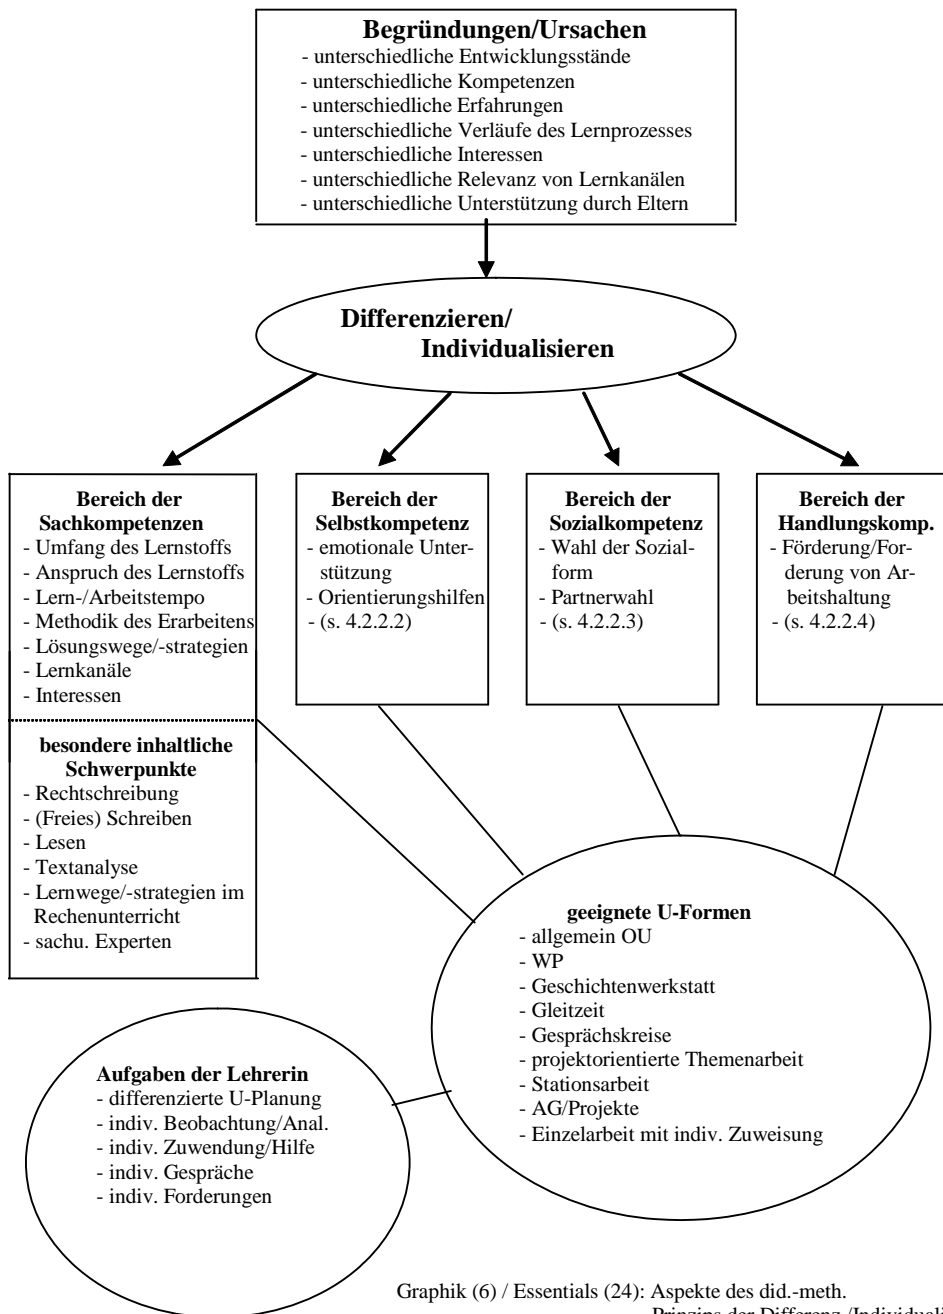 Begründungen/Ursachen
- unterschiedliche Entwicklungsstände
- unterschiedliche Kompetenzen
- unterschiedliche Erfahrungen
- unterschiedliche Verläufe des Lernprozesses
- unterschiedliche Interessen
- unterschiedliche Relevanz von Lernkanälen
- unterschiedliche Unterstützung durch Eltern
Differenzieren/
Individualisieren
Bereich der
Sachkompetenzen
- Umfang des Lernstoffs
- Anspruch des Lernstoffs
- Lern-/Arbeitstempo
- Methodik des Erarbeitens
- Lösungswege/-strategien
- Lernkanäle
- Interessen
besondere inhaltliche
Schwerpunkte
- Rechtschreibung
- (Freies) Schreiben
- Lesen
- Textanalyse
- Lernwege/-strategien im
Rechenunterricht
- sachu. Experten
Bereich der
Selbstkompetenz
- emotionale Unter-
stützung
- Orientierungshilfen
- (s. 4.2.2.2)
Bereich der
Sozialkompetenz
- Wahl der Sozial-
form
- Partnerwahl
- (s. 4.2.2.3)
Bereich der
Handlungskomp.
- Förderung/For-
derung von Ar-
beitshaltung
- (s. 4.2.2.4)
geeignete U-Formen
- allgemein OU
- WP
- Geschichtenwerkstatt
- Gleitzeit
- Gesprächskreise
- projektorientierte Themenarbeit
- Stationsarbeit
- AG/Projekte
- Einzelarbeit mit indiv. Zuweisung
Aufgaben der Lehrerin
- differenzierte U-Planung
- indiv. Beobachtung/Anal.
- indiv. Zuwendung/Hilfe
- indiv. Gespräche
- indiv. Forderungen
Graphik (6) / Essentials (24): Aspekte des did.-meth.
Prinzips der Differenz./Individuali